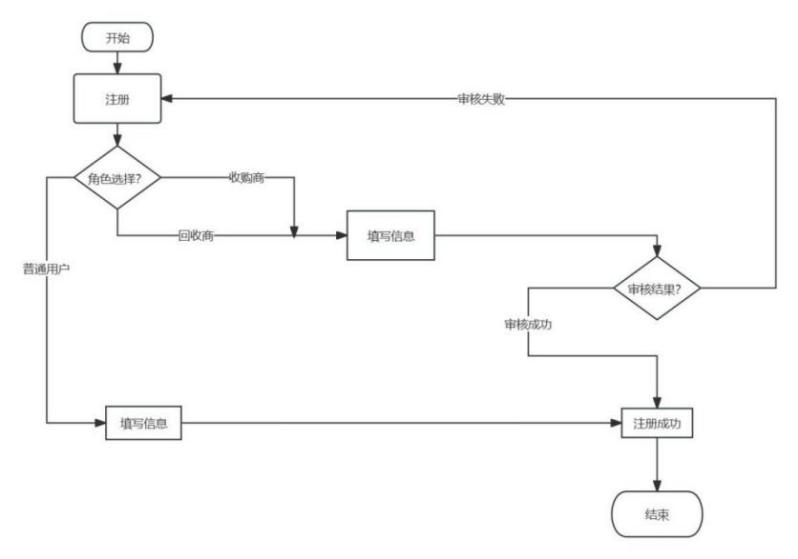 开始
注册
审核失败
角色选择?
收购商
回收商
填写信息
普通用户
审核结果?
审核成功
填写信息
注册成功
结束